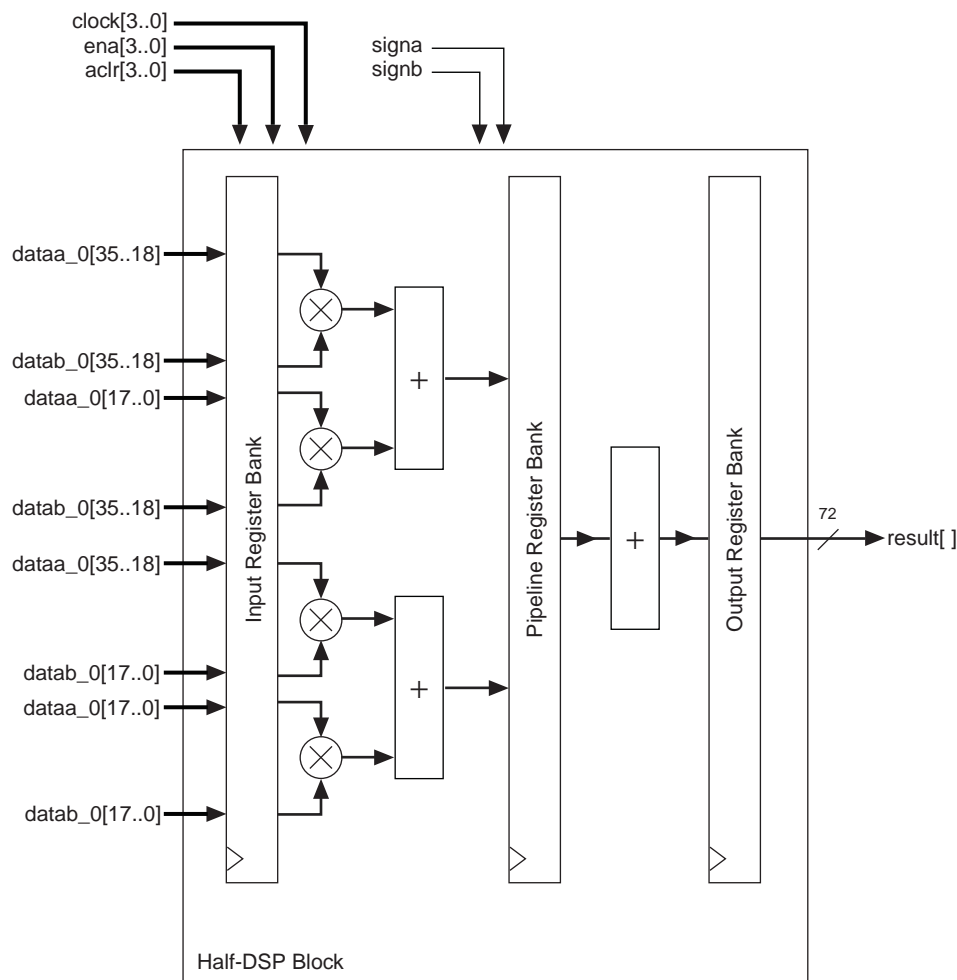 clock[3..0]
ena[3..0]
aclr[3..0]
signa
signb
dataa_0[35..18]
datab_0[35..18]
dataa_0[17..0]
datab_0[35..18]
dataa_0[35..18]
datab_0[17..0]
dataa_0[17..0]
datab_0[17..0]
Input Register Bank
+
+
Pipeline Register Bank
+
Output Register Bank
72
result[ ]
Half-DSP Block